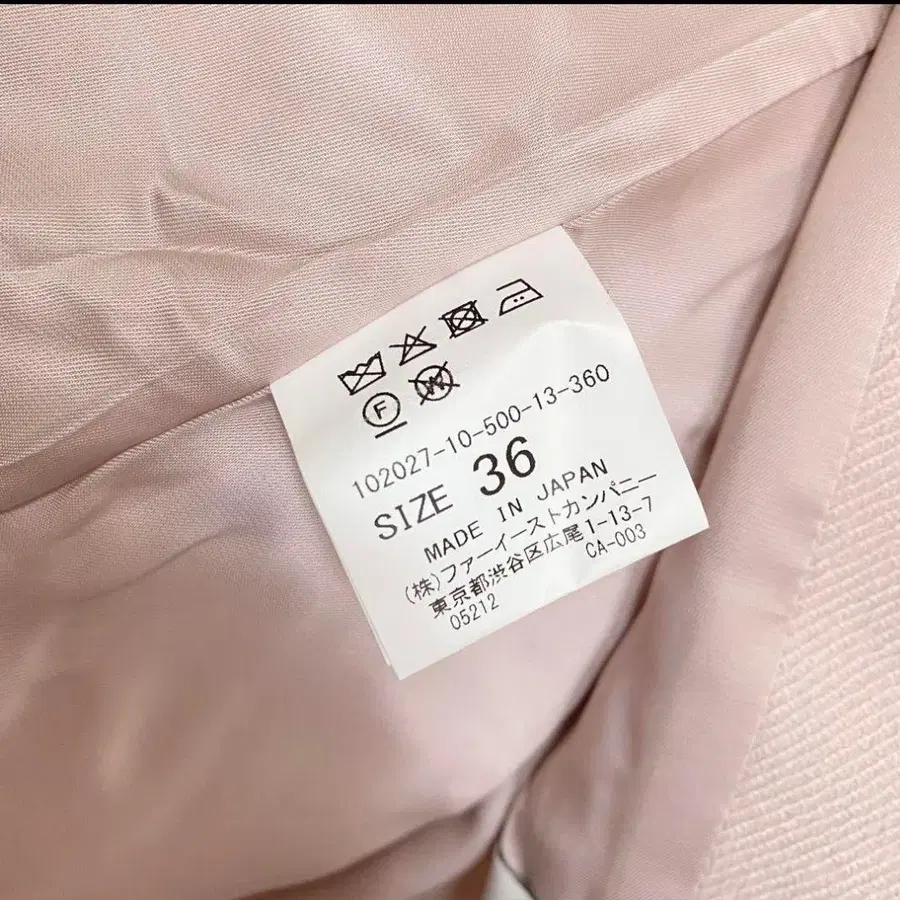 F W
102027-10-500-13-360
SIZE 36
MADE IN JAPAN
(株)ファーイーストカンパニー
東京都渋谷区広尾1-13-7
05212 CA-003